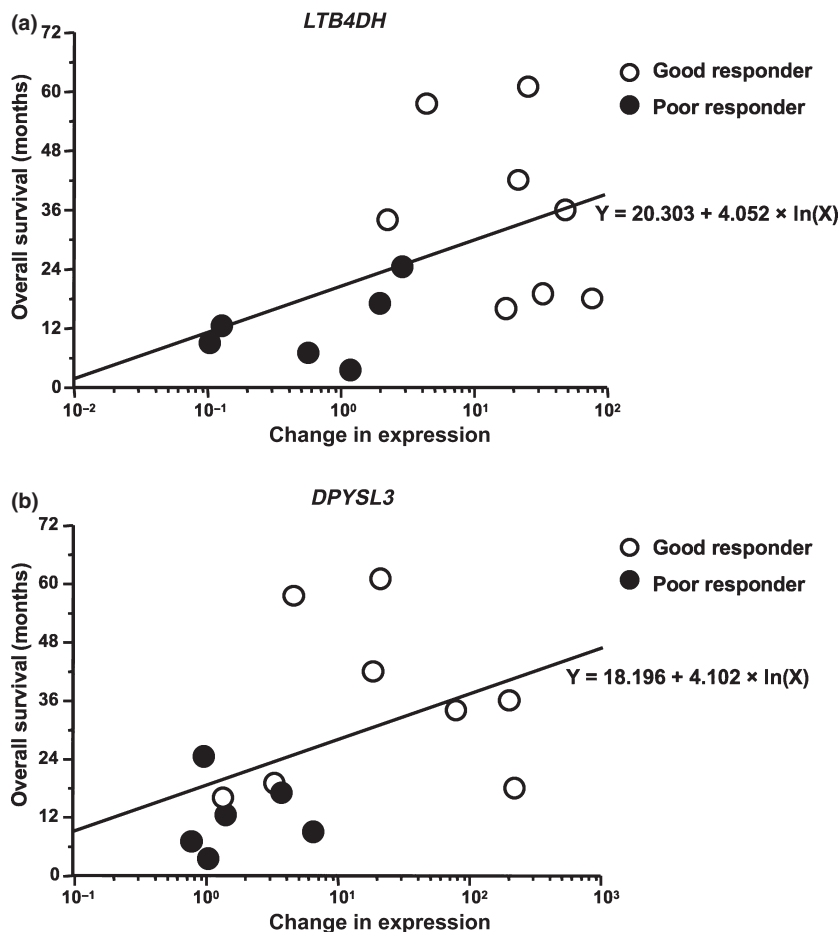 (a)
LTB4DH
72
60
48
36
24
12
0
Overall survival (months)
Good responder
Poor responder
Y = 20.303 + 4.052 × ln(X)
10⁻² 10⁻¹ 10⁰ 10¹ 10²
Change in expression
(b)
DPYSL3
72
60
48
36
24
12
0
Overall survival (months)
Good responder
Poor responder
Y = 18.196 + 4.102 × ln(X)
10⁻¹ 10⁰ 10¹ 10² 10³
Change in expression